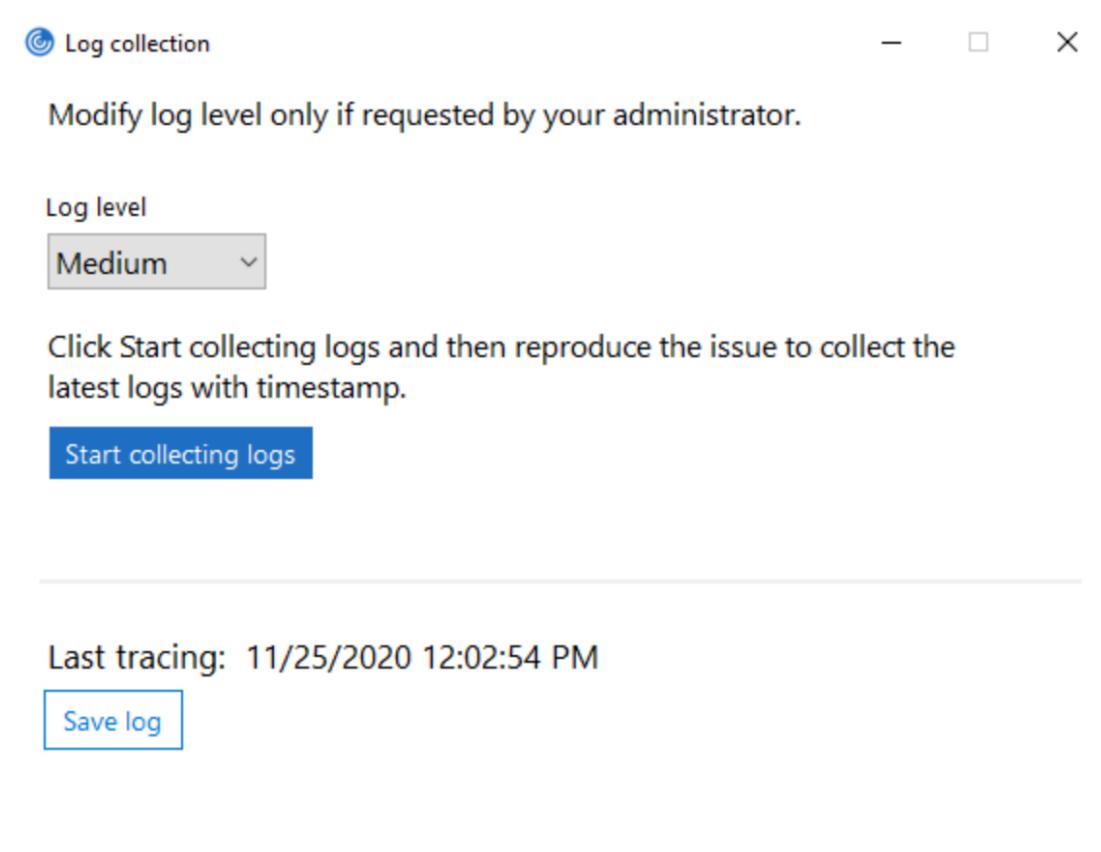 Log collection
Modify log level only if requested by your administrator.
Log level
Medium
Click Start collecting logs and then reproduce the issue to collect the
latest logs with timestamp.
Start collecting logs
Last tracing: 11/25/2020 12:02:54 PM
Save log